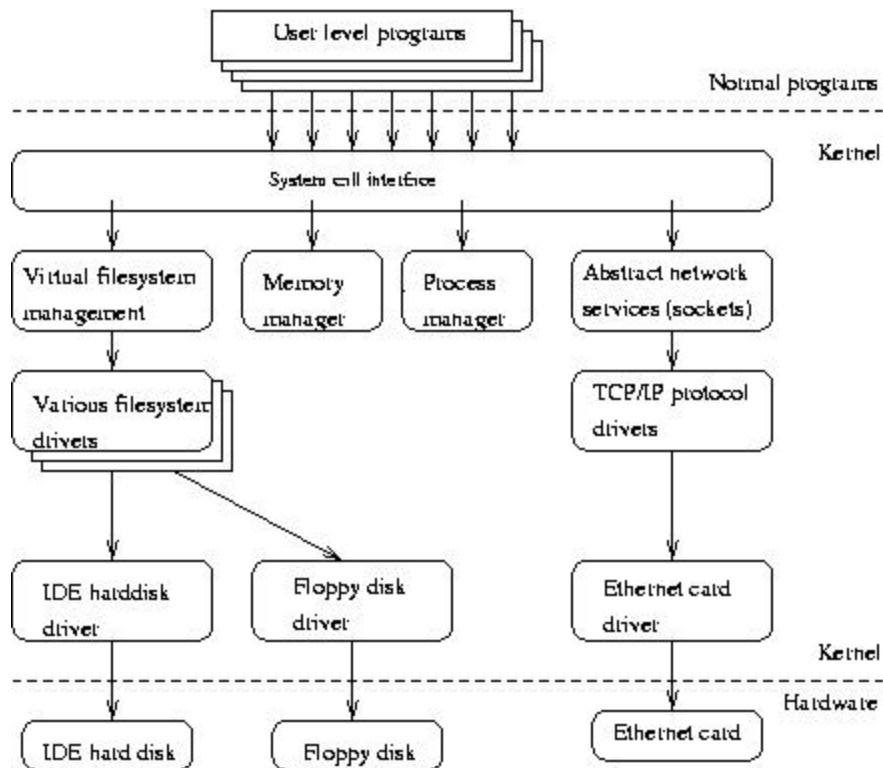 User level programs
Normal programs
Kernel
System call interface
Virtual filesystem
management
Memory
manager
Process
manager
Abstract network
services (sockets)
Various filesystem
drivers
TCP/IP protocol
drivers
IDE harddisk
driver
Floppy disk
driver
Ethernet card
driver
Kernel
Hardware
IDE hard disk
Floppy disk
Ethernet card